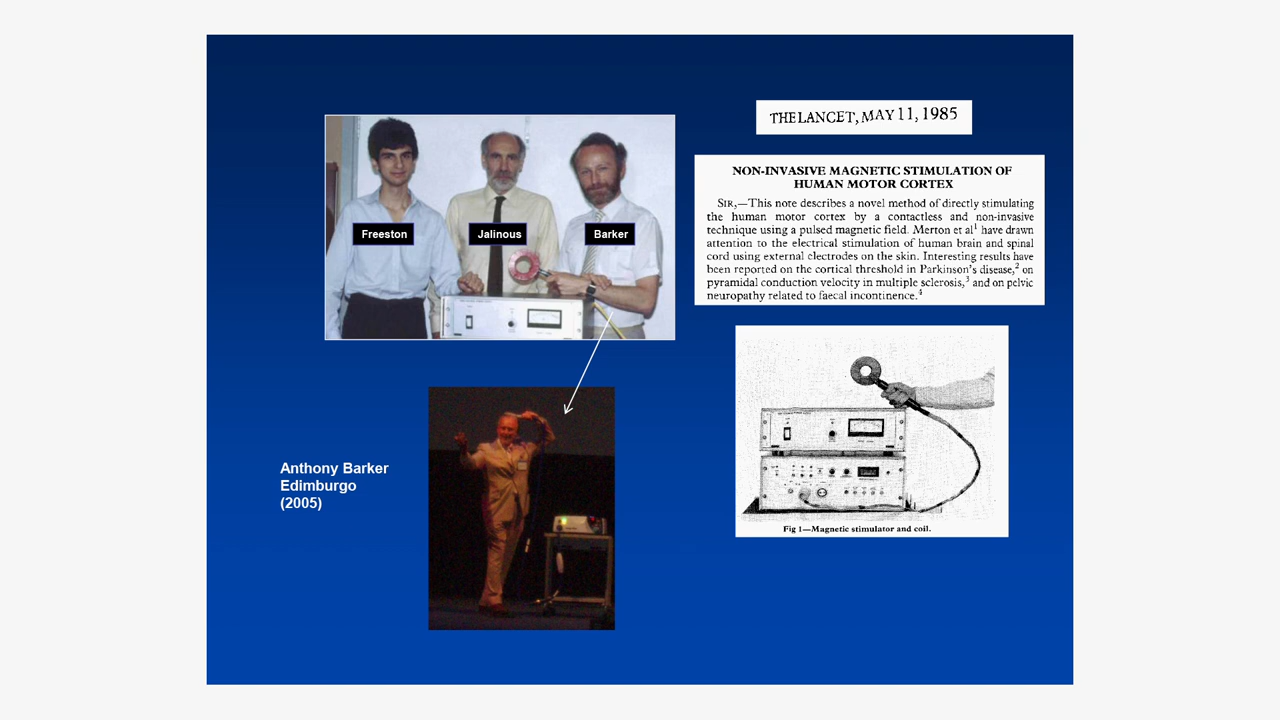 THE LANCET, MAY 11, 1985
NON-INVASIVE MAGNETIC STIMULATION OF
HUMAN MOTOR CORTEX
SIR,—This note describes a novel method of directly stimulating
the human motor cortex by a contactless and non-invasive
technique using a pulsed magnetic field. Merton et al¹ have drawn
attention to the electrical stimulation of human brain and spinal
cord using external electrodes on the skin. Interesting results have
been reported on the cortical threshold in Parkinson's disease,² on
pyramidal conduction velocity in multiple sclerosis,³ and on pelvic
neuropathy related to faecal incontinence.⁴
Freeston
Jalinous
Barker
Fig 1—Magnetic stimulator and coil.
Anthony Barker
Edimburgo
(2005)